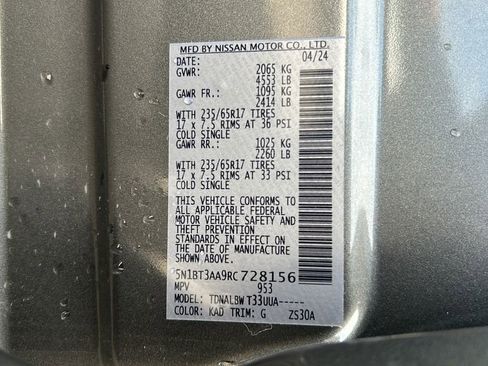 MFD BY NISSAN MOTOR CO., LTD.
DATE: 04/24
GVWR: 2065 KG
4553 LB
GAWR FR.: 1095 KG
2414 LB
WITH 235/65R17 TIRES
17 x 7.5 RIMS AT 36 PSI
COLD SINGLE
GAWR RR.: 1025 KG
2260 LB
WITH 235/65R17 TIRES
17 x 7.5 RIMS AT 33 PSI
COLD SINGLE
THIS VEHICLE CONFORMS TO
ALL APPLICABLE FEDERAL
MOTOR VEHICLE SAFETY AND
THEFT PREVENTION
STANDARDS IN EFFECT ON THE
DATE OF MANUFACTURE
SHOWN ABOVE.
5N1BT3AA9RC728156
MPV 953
MODEL: TDNALBWT33UUA-----
COLOR: KAD TRIM: G ZS30A